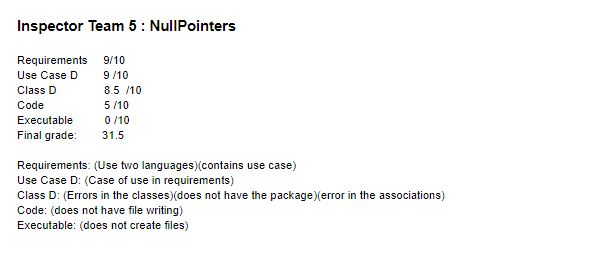 Inspector Team 5 : NullPointers
Requirements 9/10
Use Case D 9 /10
Class D 8.5 /10
Code 5 /10
Executable 0 /10
Final grade: 31.5
Requirements: (Use two languages)(contains use case)
Use Case D: (Case of use in requirements)
Class D: (Errors in the classes)(does not have the package)(error in the associations)
Code: (does not have file writing)
Executable: (does not create files)